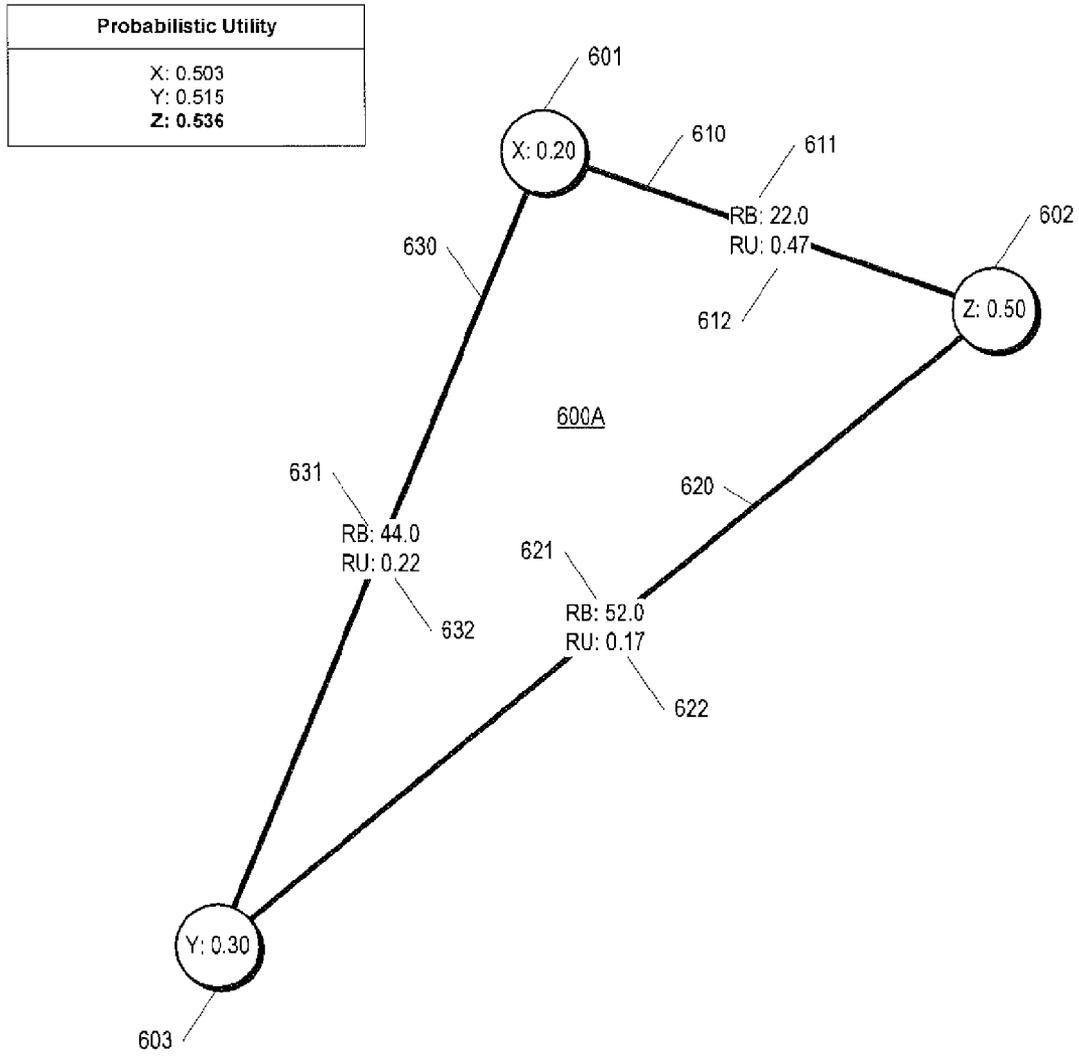 Probabilistic Utility
X: 0.503
Y: 0.515
Z: 0.536
601
X: 0.20
610
611
RB: 22.0
RU: 0.47
602
630
612
Z: 0.50
600A
631
620
RB: 44.0
RU: 0.22
621
632
RB: 52.0
RU: 0.17
622
Y: 0.30
603